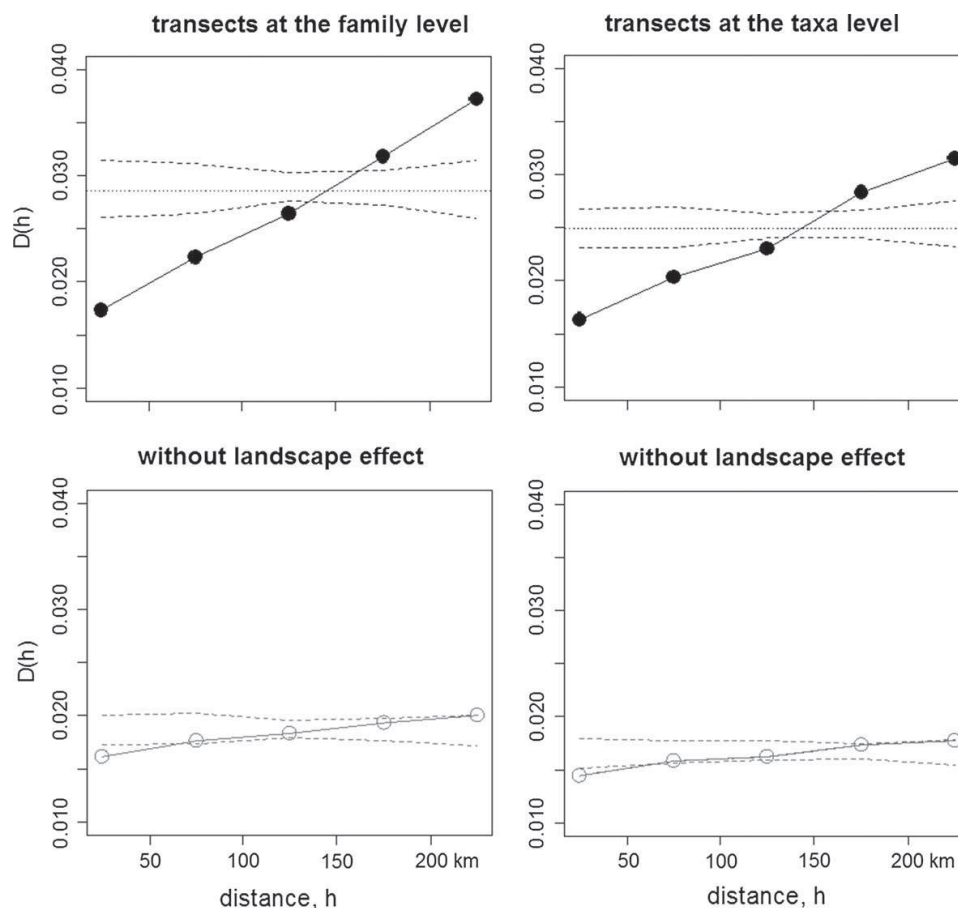 transects at the family level
transects at the taxa level
0.040
0.030
0.020
0.010
D(h)
0.040
0.030
0.020
0.010
without landscape effect
without landscape effect
0.040
0.030
0.020
0.010
D(h)
0.040
0.030
0.020
0.010
50 100 150 200 km
50 100 150 200 km
distance, h
distance, h